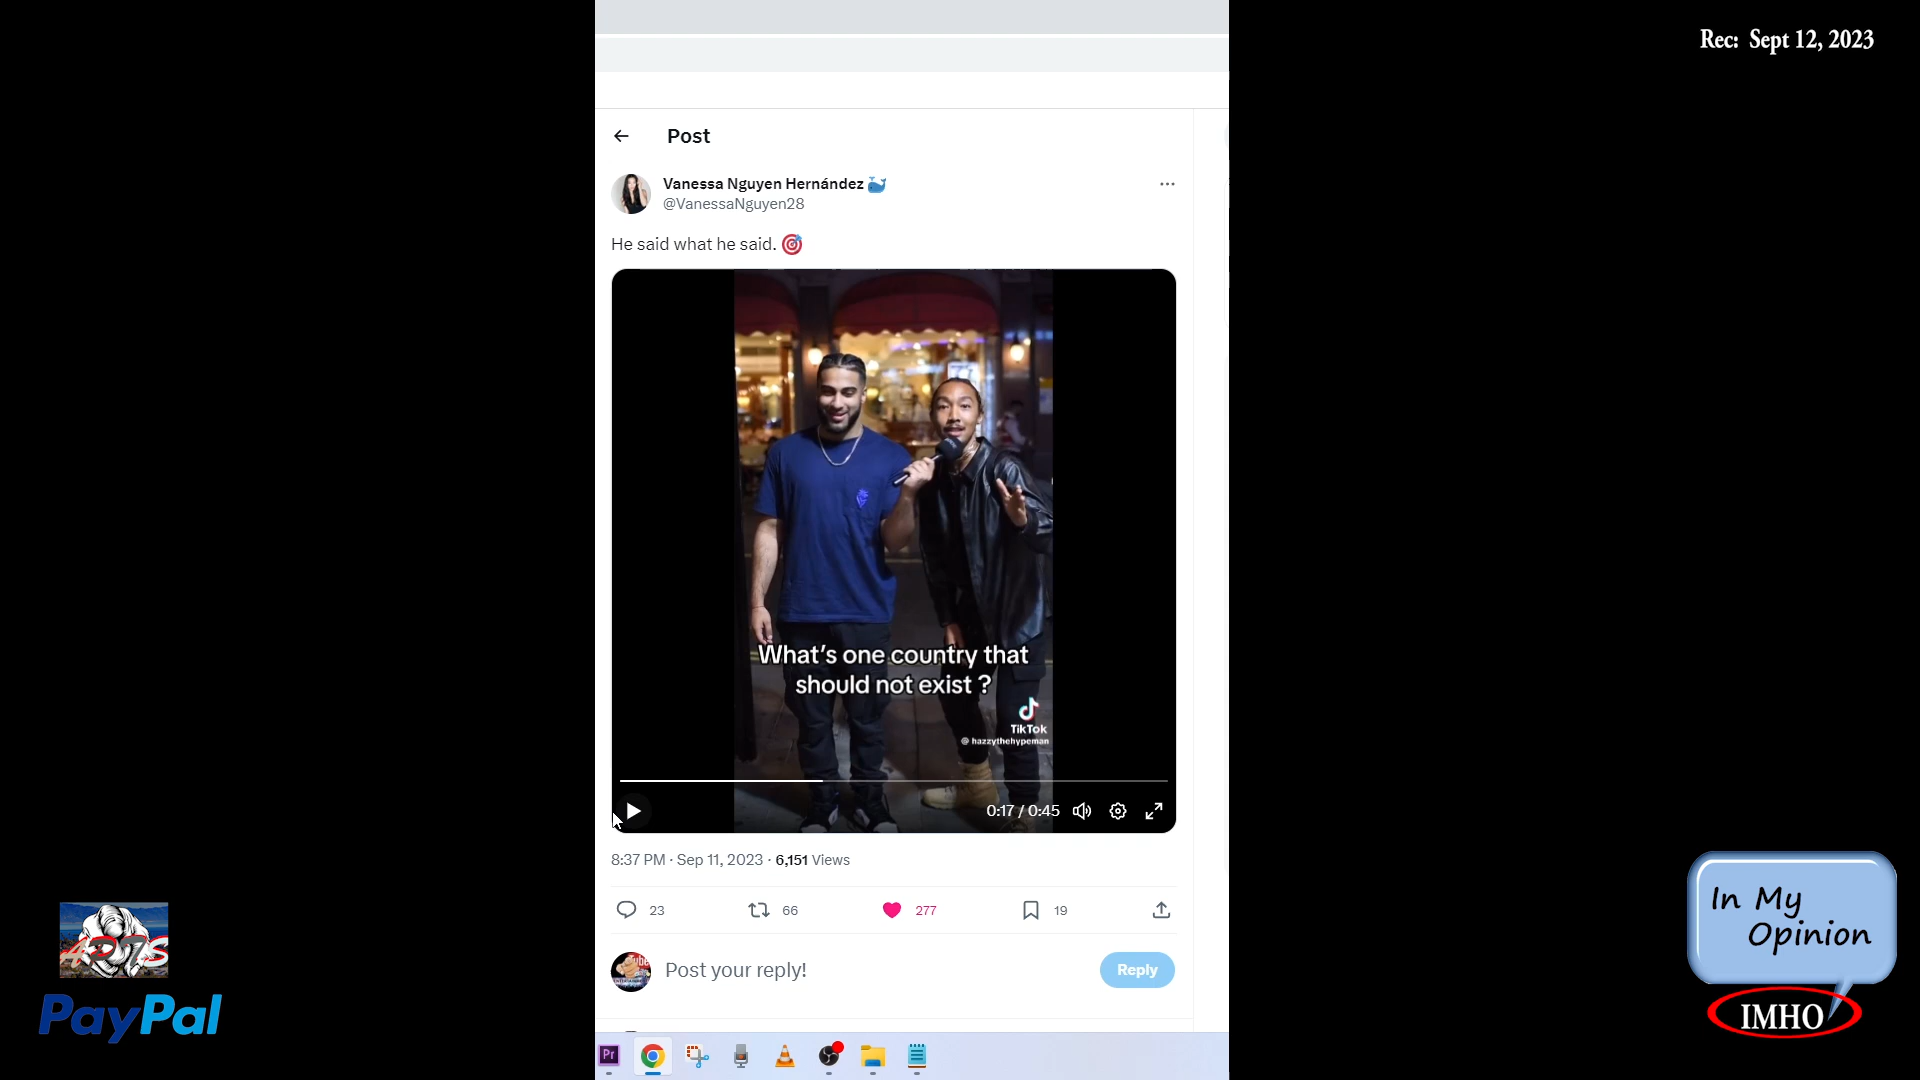 Rec: Sept 12, 2023
Post
Vanessa Nguyen Hernández
@VanessaNguyen28
He said what he said.
What's one country that
should not exist ?
TikTok
@ hazzythehypeman
0:17 / 0:45
8:37 PM · Sep 11, 2023 · 6,151 Views
23
66
277
19
Post your reply!
Reply
PayPal
In My
Opinion
IMHO
Pr